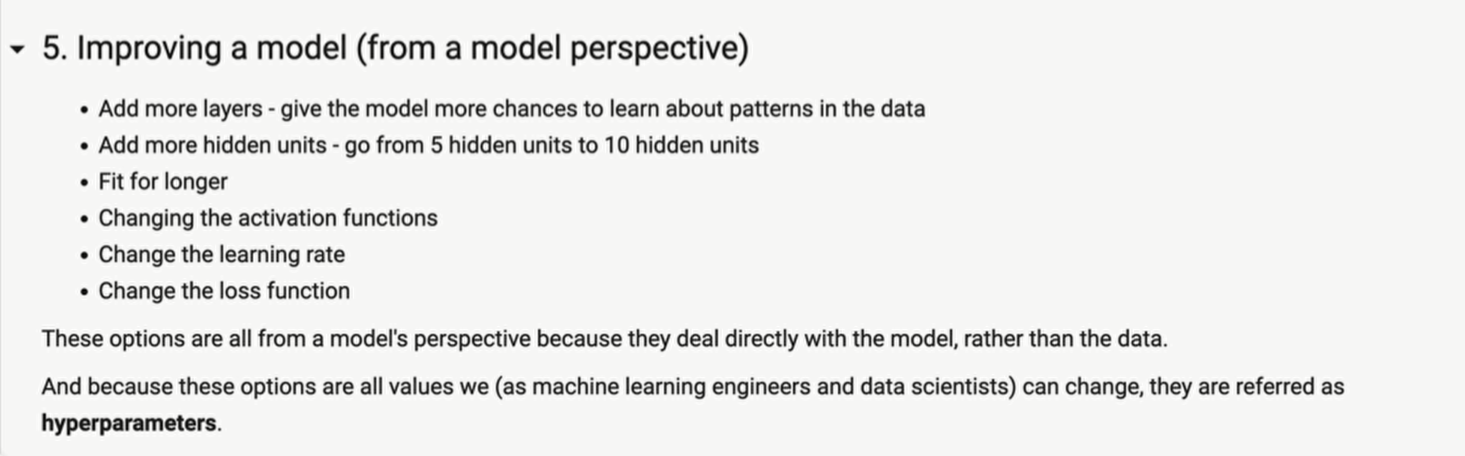 5. Improving a model (from a model perspective)
• Add more layers - give the model more chances to learn about patterns in the data
• Add more hidden units - go from 5 hidden units to 10 hidden units
• Fit for longer
• Changing the activation functions
• Change the learning rate
• Change the loss function
These options are all from a model's perspective because they deal directly with the model, rather than the data.
And because these options are all values we (as machine learning engineers and data scientists) can change, they are referred as
hyperparameters.